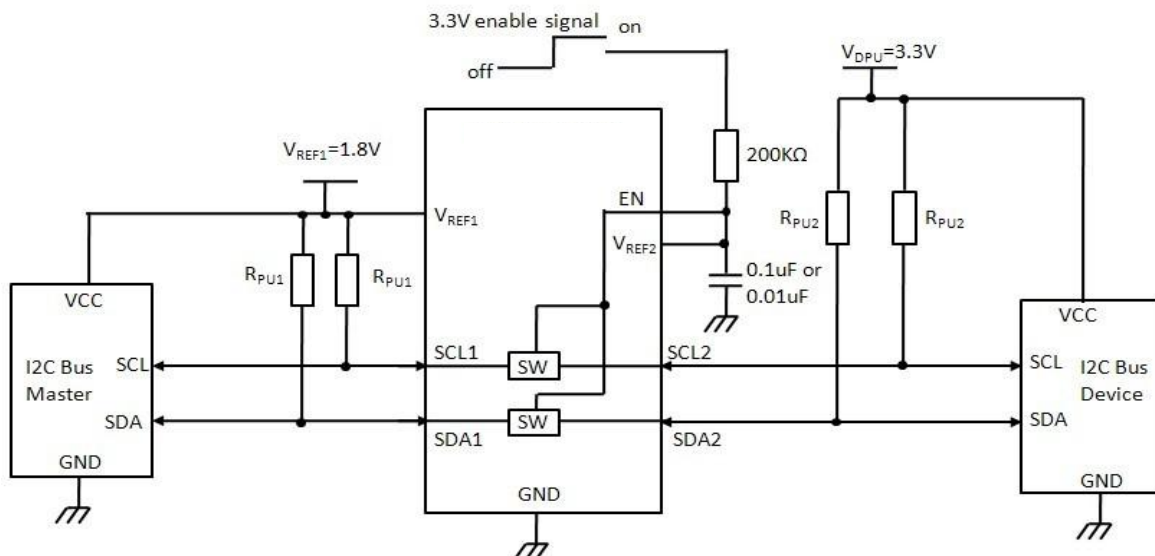 3.3V enable signal
on
off
V_DPU=3.3V
V_REF1=1.8V
200KΩ
EN
V_REF1
V_REF2
R_PU2
R_PU2
R_PU1
R_PU1
0.1uF or
0.01uF
VCC
VCC
SCL
SCL1
SCL2
SCL
I2C Bus
Master
SW
I2C Bus
Device
SDA
SW
SDA
SDA1
SDA2
GND
GND
GND